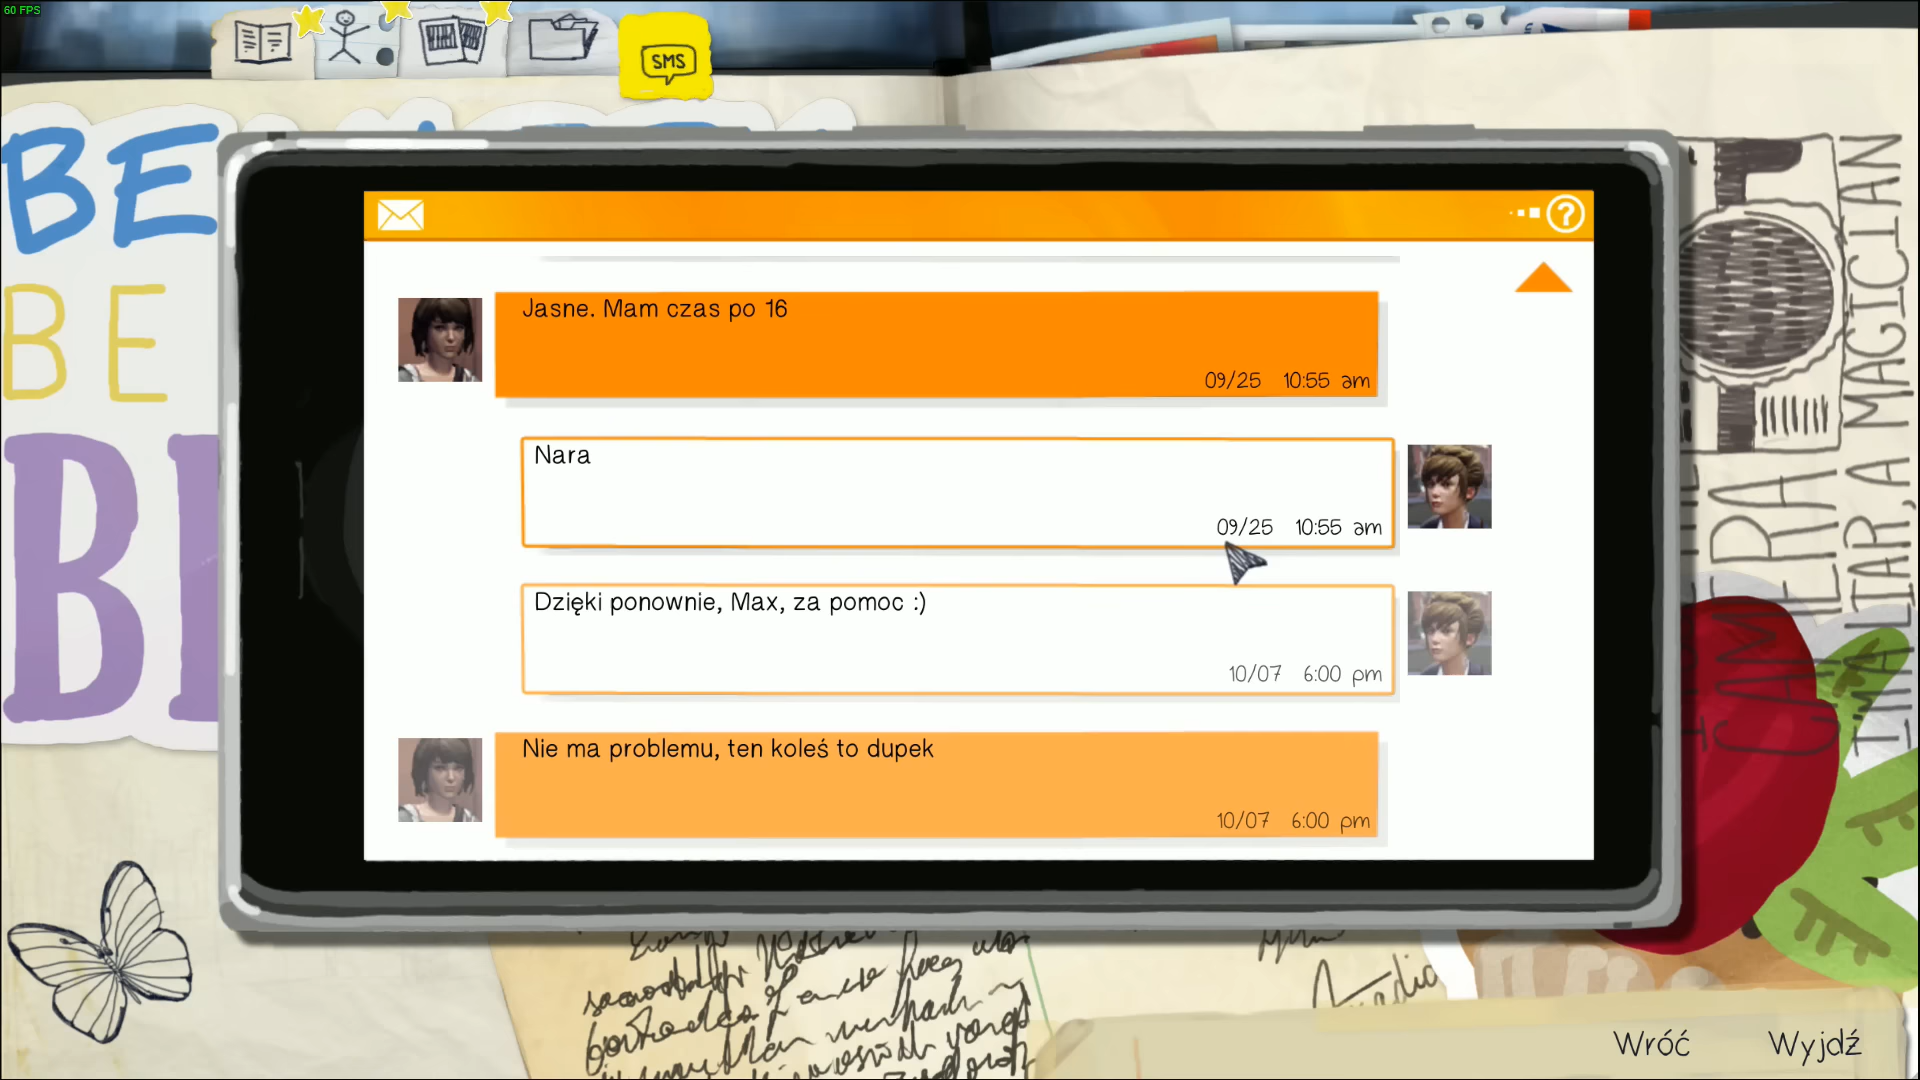 60 FPS
SMS
BE
BE
Jasne. Mam czas po 16
09/25 10:55 am
Nara
09/25 10:55 am
Dzięki ponownie, Max, za pomoc :)
10/07 6:00 pm
Nie ma problemu, ten koleś to dupek
10/07 6:00 pm
CAMERA
LIAR, A MAGICIAN
Wróć
Wyjdź